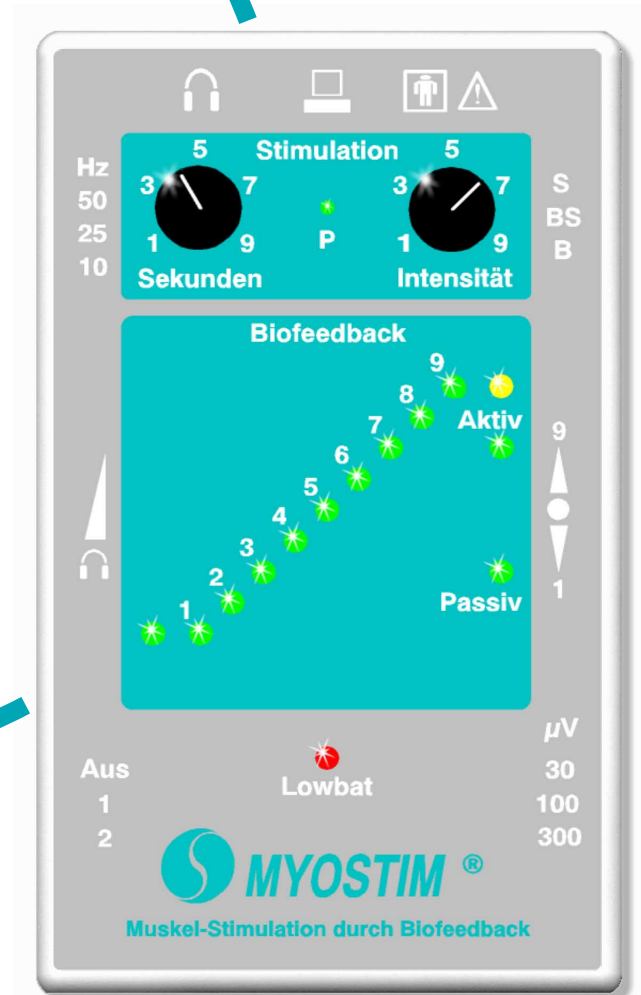 Stimulation
Hz
50
25
10
1
3
5
7
9
Sekunden
P
1
3
5
7
9
Intensität
S
BS
B
Biofeedback
1
2
3
4
5
6
7
8
9
Aktiv
Passiv
9
1
Aus
1
2
Lowbat
µV
30
100
300
MYOSTIM ®
Muskel-Stimulation durch Biofeedback